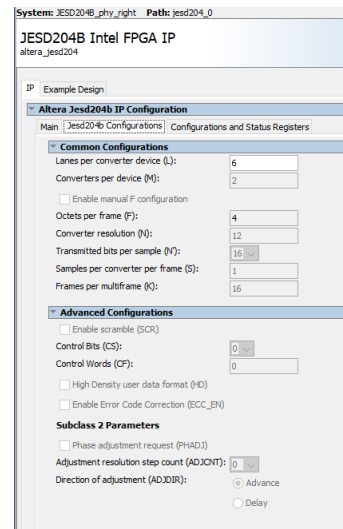 System: JESD204B_phy_right Path: jesd204_0
JESD204B Intel FPGA IP
altera_jesd204
IP Example Design
Altera Jesd204b IP Configuration
Main Jesd204b Configurations Configurations and Status Registers
Common Configurations
Lanes per converter device (L): 6
Converters per device (M): 2
Enable manual F configuration
Octets per frame (F): 4
Converter resolution (N): 12
Transmitted bits per sample (N'): 16
Samples per converter per frame (S): 1
Frames per multiframe (K): 16
Advanced Configurations
Enable scramble (SCR)
Control Bits (CS): 0
Control Words (CF): 0
High Density user data format (HD)
Enable Error Code Correction (ECC_EN)
Subclass 2 Parameters
Phase adjustment request (PHADJ)
Adjustment resolution step count (ADJCNT): 0
Direction of adjustment (ADJDIR): Advance
Delay